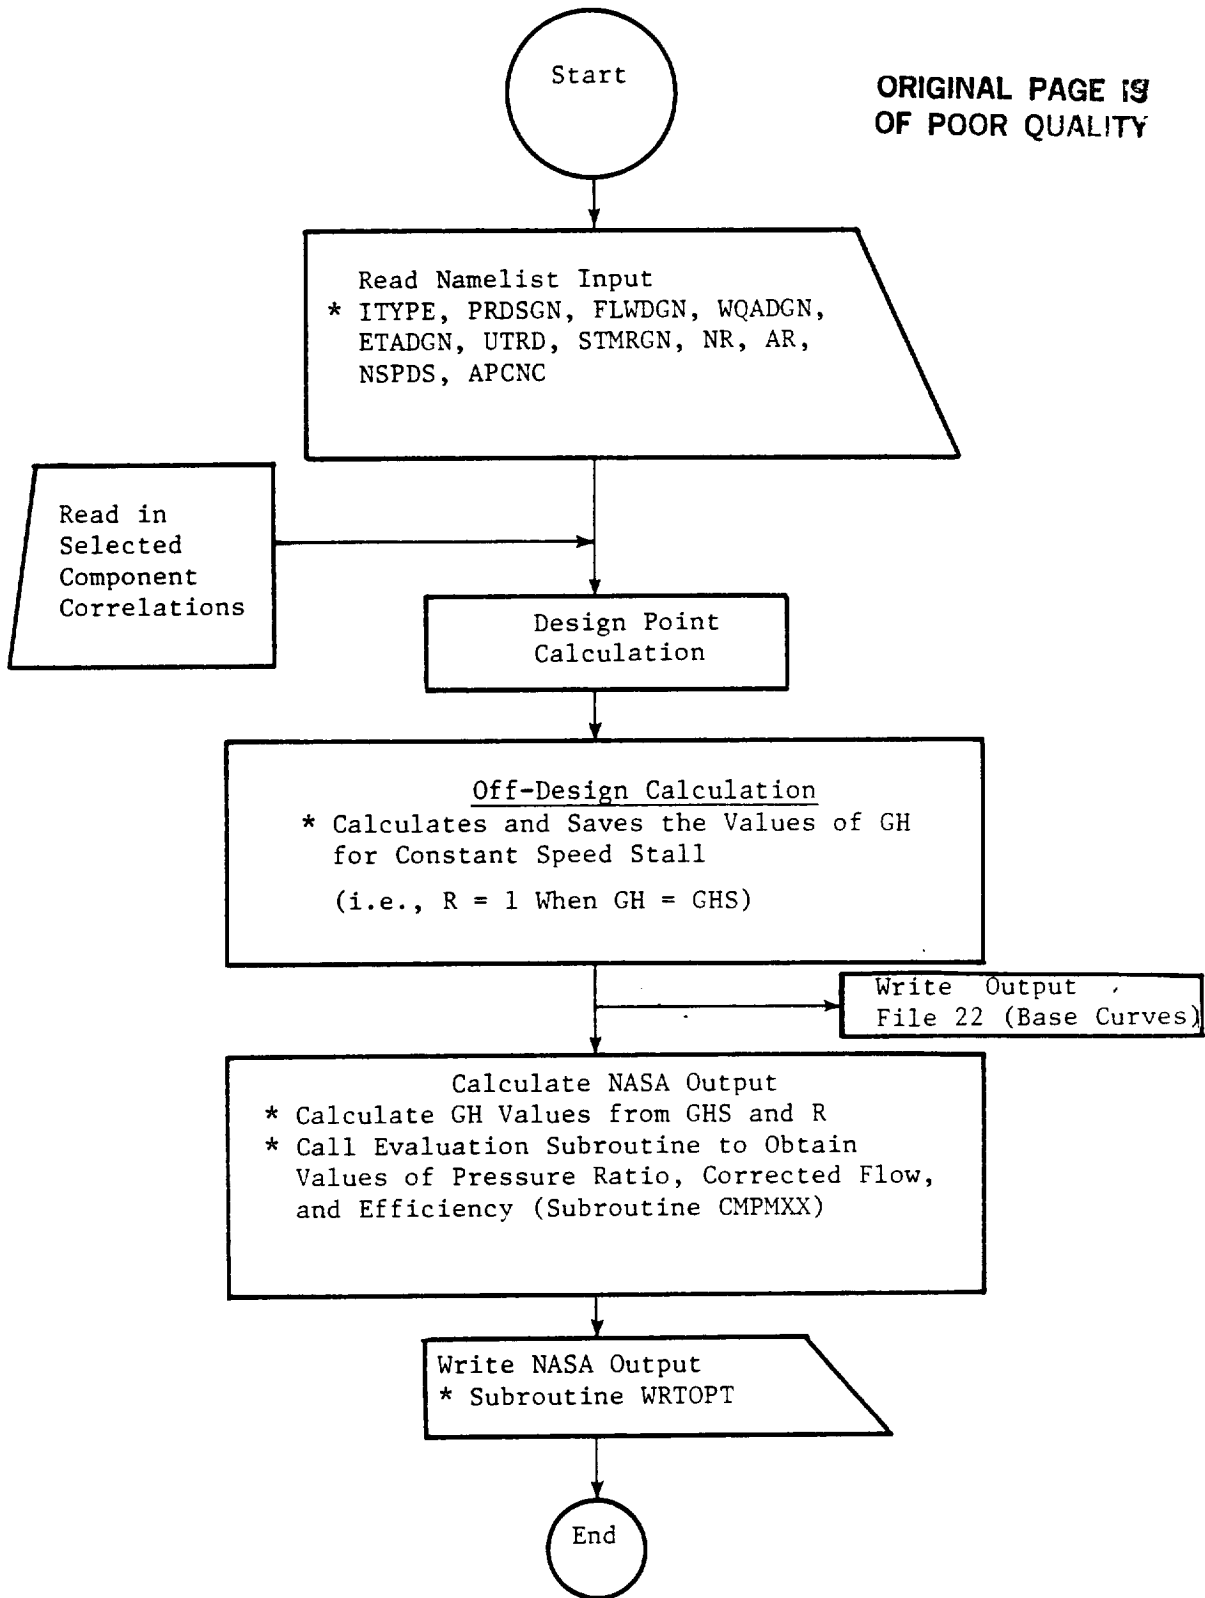 Start
ORIGINAL PAGE IS
OF POOR QUALITY
Read Namelist Input
* ITYPE, PRDSGN, FLWDGN, WQADGN,
ETADGN, UTRD, STMRGN, NR, AR,
NSPDS, APCNC
Read in
Selected
Component
Correlations
Design Point
Calculation
Off-Design Calculation
* Calculates and Saves the Values of GH
for Constant Speed Stall
(i.e., R = 1 When GH = GHS)
Write Output
File 22 (Base Curves)
Calculate NASA Output
* Calculate GH Values from GHS and R
* Call Evaluation Subroutine to Obtain
Values of Pressure Ratio, Corrected Flow,
and Efficiency (Subroutine CMPMXX)
Write NASA Output
* Subroutine WRTOPT
End